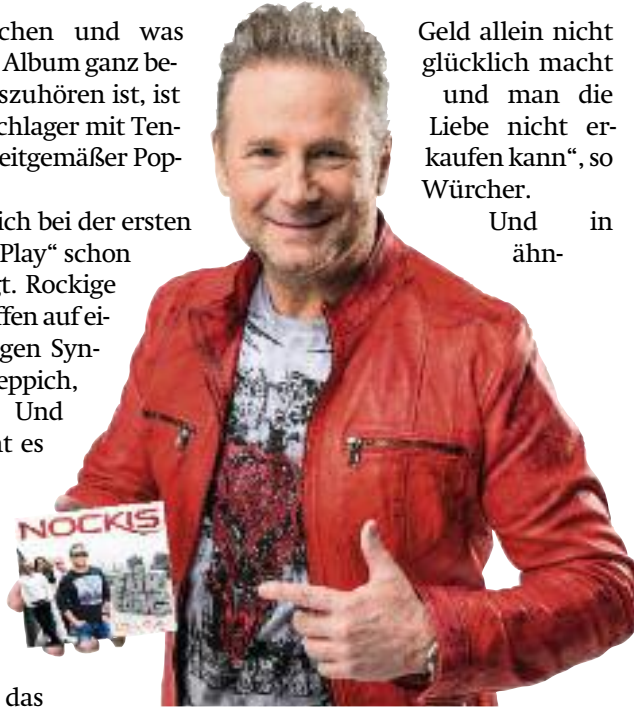 chen und was
Album ganz be-
szuhören ist, ist
chlager mit Ten-
eitgemäßer Pop-
ich bei der ersten
Play“ schon
gt. Rockige
ffen auf ei-
gen Syn-
eppich,
Und
nt es
das
NOCKIS
Geld allein nicht
glücklich macht
und man die
Liebe nicht er-
kaufen kann“, so
Würcher.
Und in
ähn-